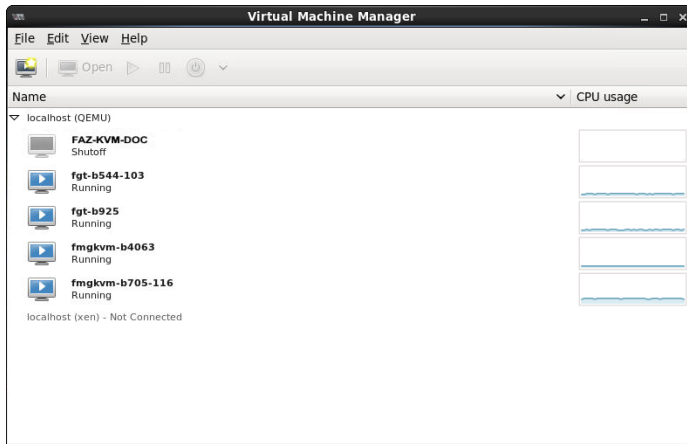 Virtual Machine Manager
File Edit View Help
Open
Name CPU usage
localhost (QEMU)
FAZ-KVM-DOC
Shutoff
fgt-b544-103
Running
fgt-b925
Running
fmgkvm-b4063
Running
fmgkvm-b705-116
Running
localhost (xen) - Not Connected